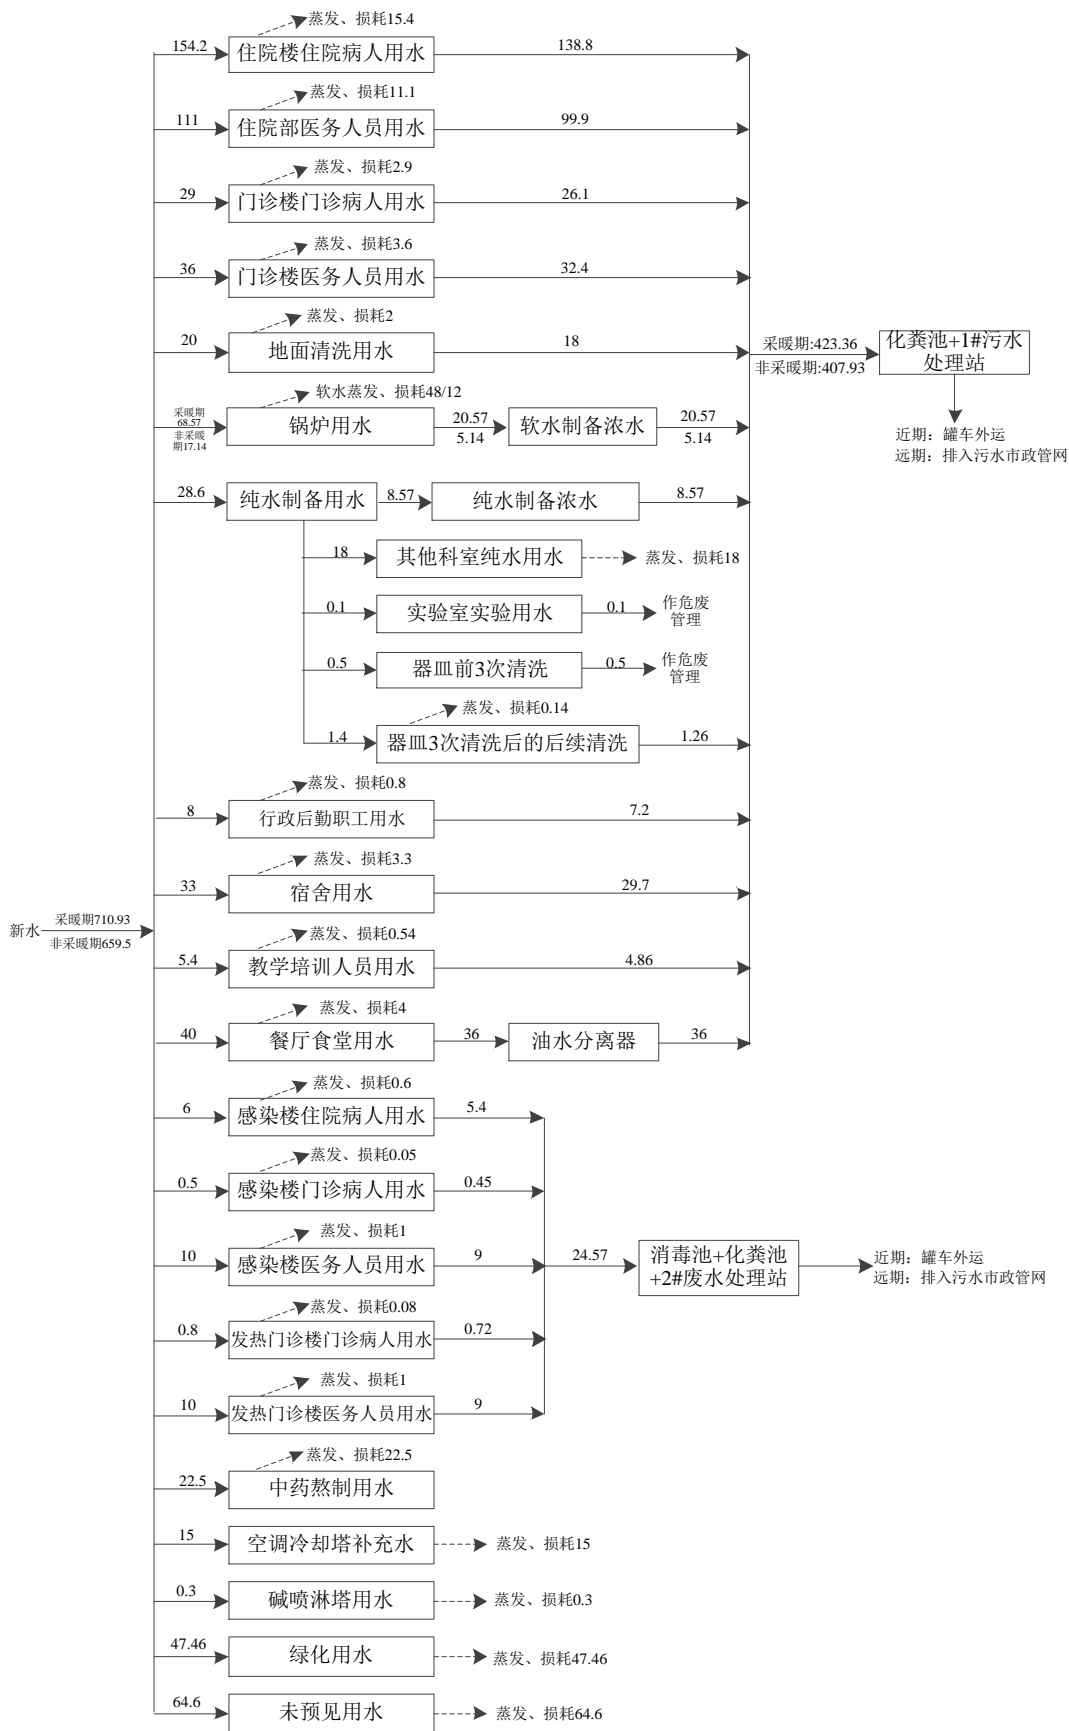 蒸发、损耗15.4
154.2
住院楼住院病人用水
138.8
蒸发、损耗11.1
111
住院部医务人员用水
99.9
蒸发、损耗2.9
29
门诊楼门诊病人用水
26.1
蒸发、损耗3.6
36
门诊楼医务人员用水
32.4
蒸发、损耗2
20
地面清洗用水
18
采暖期:423.36
非采暖期:407.93
化粪池+1#污水
处理站
近期：罐车外运
远期：排入污水市政管网
软水蒸发、损耗48/12
采暖期
68.57
非采暖
期17.14
锅炉用水
20.57
5.14
软水制备浓水
20.57
5.14
28.6
纯水制备用水
8.57
纯水制备浓水
8.57
18
其他科室纯水用水
蒸发、损耗18
0.1
实验室实验用水
0.1
作危废
管理
0.5
器皿前3次清洗
0.5
作危废
管理
蒸发、损耗0.14
1.4
器皿3次清洗后的后续清洗
1.26
蒸发、损耗0.8
8
行政后勤职工用水
7.2
蒸发、损耗3.3
33
宿舍用水
29.7
新水
采暖期710.93
非采暖期659.5
蒸发、损耗0.54
5.4
教学培训人员用水
4.86
蒸发、损耗4
40
餐厅食堂用水
36
油水分离器
36
蒸发、损耗0.6
6
感染楼住院病人用水
5.4
蒸发、损耗0.05
0.5
感染楼门诊病人用水
0.45
蒸发、损耗1
10
感染楼医务人员用水
9
24.57
消毒池+化粪池
+2#废水处理站
近期：罐车外运
远期：排入污水市政管网
蒸发、损耗0.08
0.8
发热门诊楼门诊病人用水
0.72
蒸发、损耗1
10
发热门诊楼医务人员用水
9
蒸发、损耗22.5
22.5
中药熬制用水
15
空调冷却塔补充水
蒸发、损耗15
0.3
碱喷淋塔用水
蒸发、损耗0.3
47.46
绿化用水
蒸发、损耗47.46
64.6
未预见用水
蒸发、损耗64.6